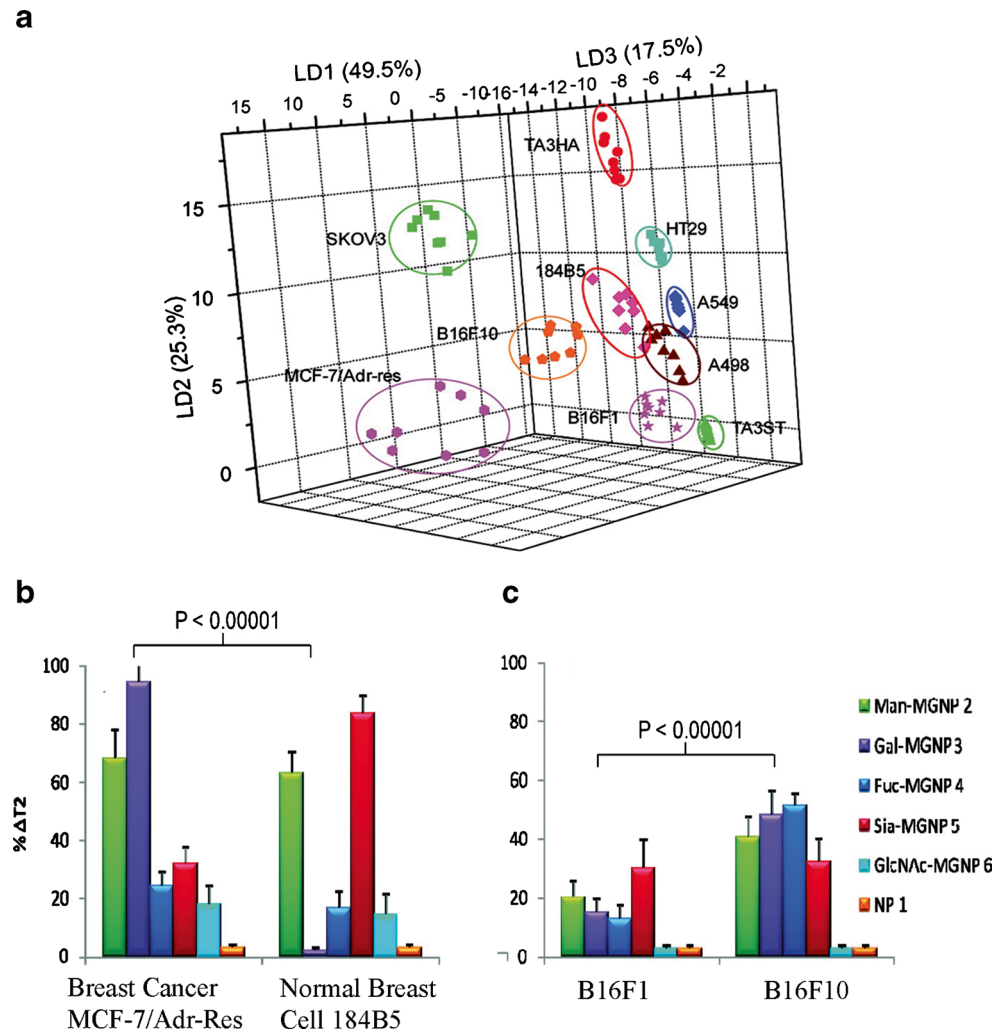 a
LD1 (49.5%)
LD3 (17.5%)
15 10 5 0 -5 -10 -16 -14 -12 -10 -8 -6 -4 -2
LD2 (25.3%)
15
10
5
0
TA3HA
SKOV3
HT29
184B5
A549
B16F10
A498
MCF-7/Adr-res
B16F1
TA3ST
b
P < 0.00001
%ΔT2
100
80
60
40
20
0
Breast Cancer
MCF-7/Adr-Res
Normal Breast
Cell 184B5
c
P < 0.00001
100
80
60
40
20
0
B16F1
B16F10
Man-MGNP 2
Gal-MGNP 3
Fuc-MGNP 4
Sia-MGNP 5
GlcNAc-MGNP 6
NP 1